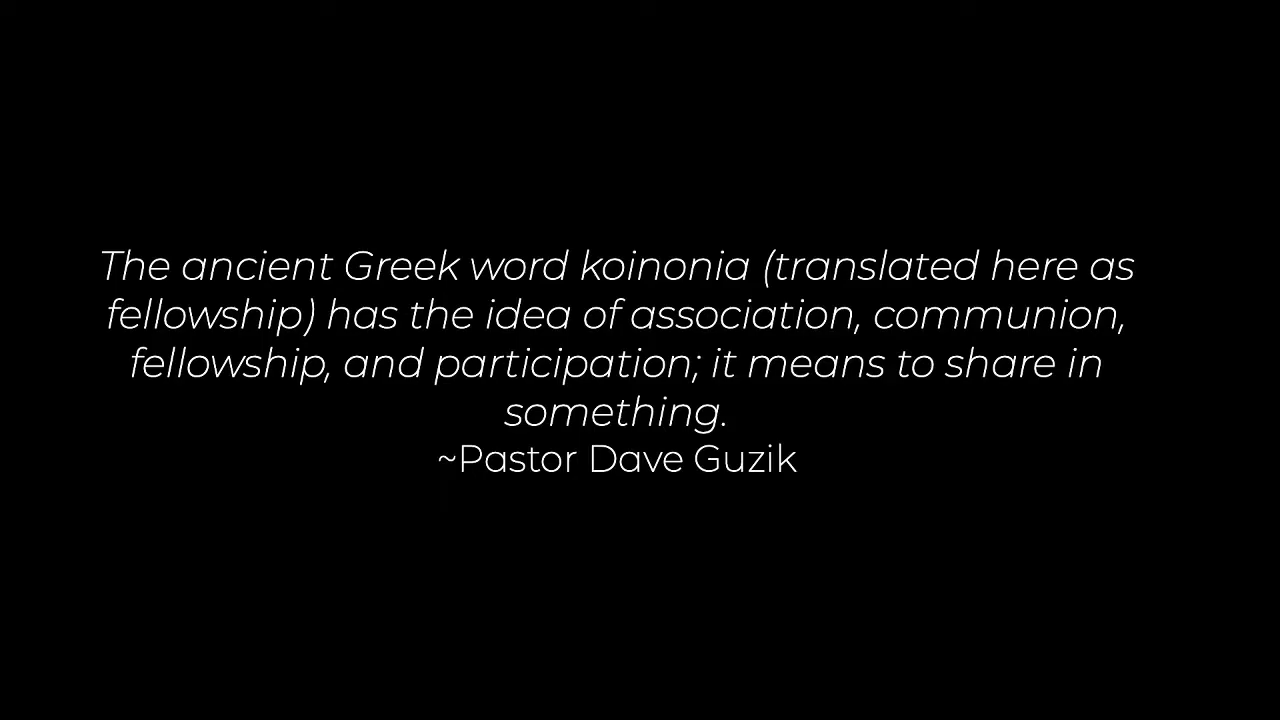 The ancient Greek word koinonia (translated here as
fellowship) has the idea of association, communion,
fellowship, and participation; it means to share in
something.
~Pastor Dave Guzik